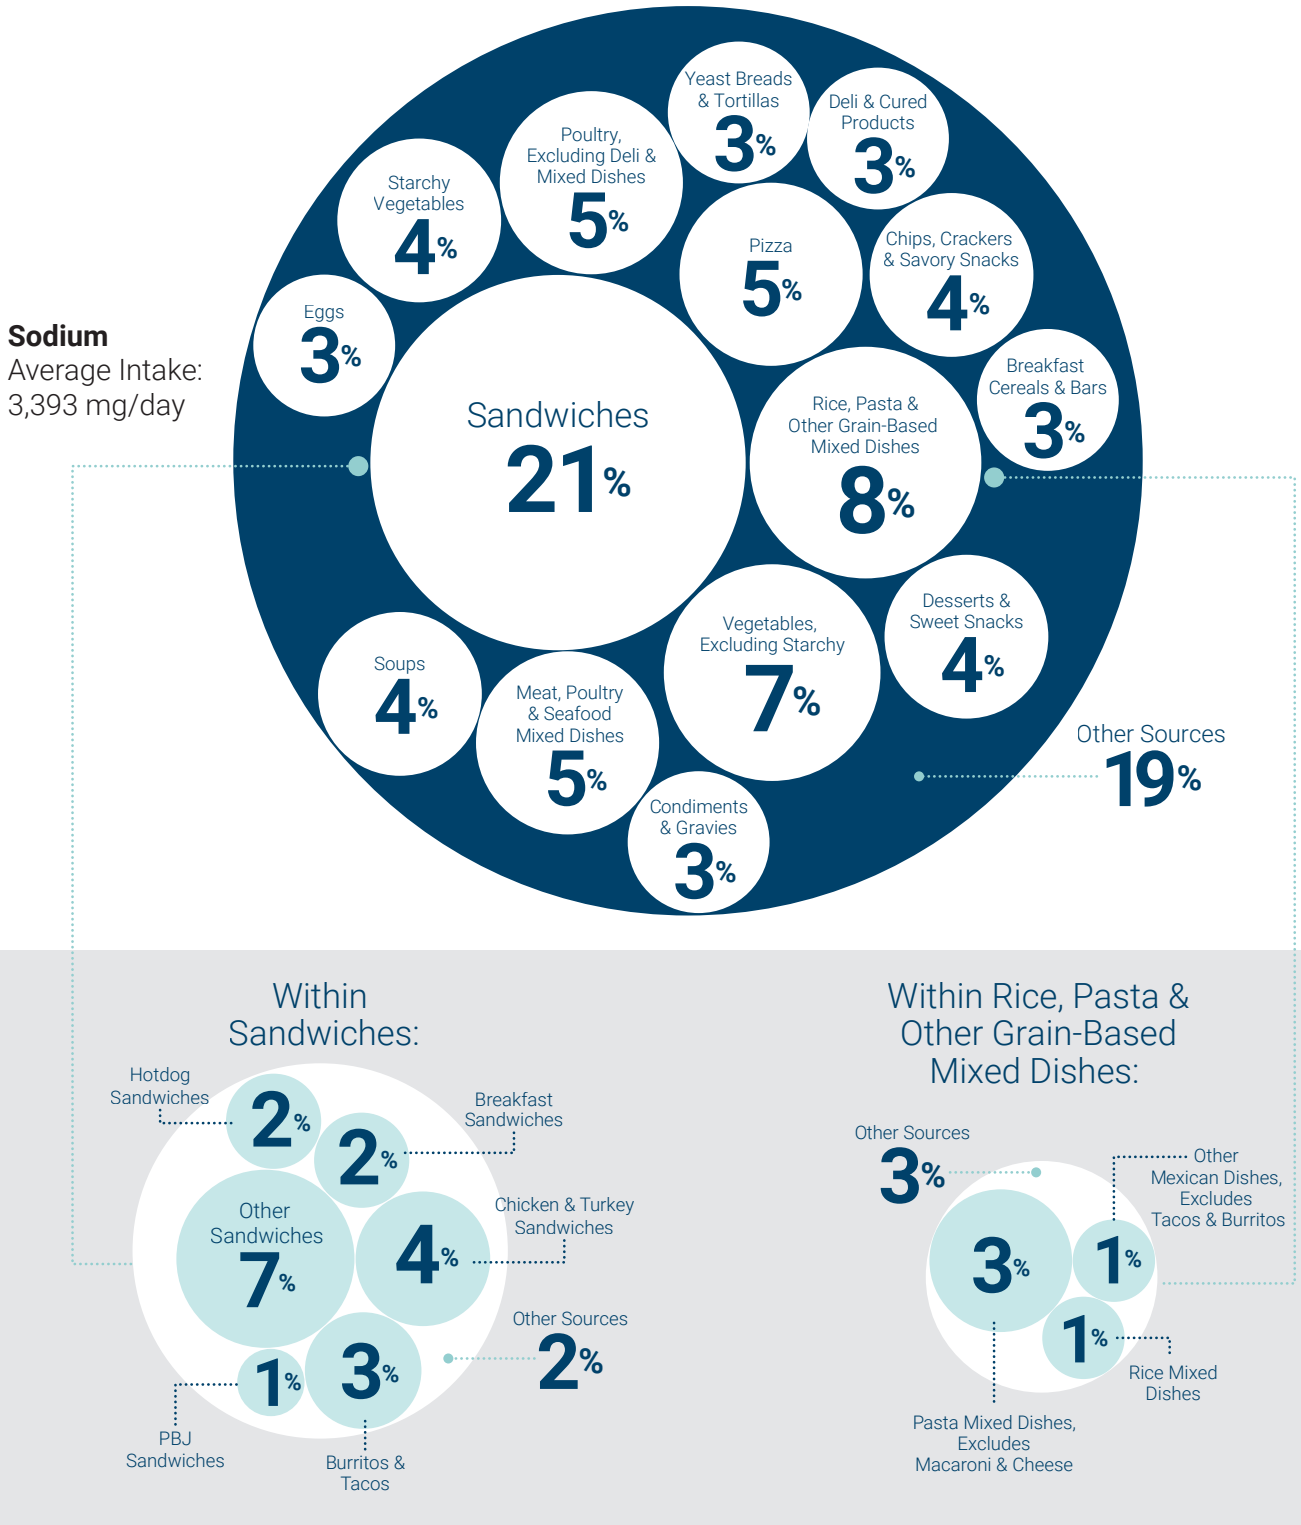 Yeast Breads
& Tortillas
3%
Deli & Cured
Products
3%
Poultry,
Excluding Deli &
Mixed Dishes
5%
Starchy
Vegetables
4%
Pizza
5%
Chips, Crackers
& Savory Snacks
4%
Eggs
3%
Sodium
Average Intake:
3,393 mg/day
Breakfast
Cereals & Bars
3%
Sandwiches
21%
Rice, Pasta &
Other Grain-Based
Mixed Dishes
8%
Desserts &
Sweet Snacks
4%
Vegetables,
Excluding Starchy
7%
Soups
4%
Meat, Poultry
& Seafood
Mixed Dishes
5%
Other Sources
19%
Condiments
& Gravies
3%
Within
Sandwiches:
Hotdog
Sandwiches
2%
Breakfast
Sandwiches
2%
Other
Sandwiches
7%
Chicken & Turkey
Sandwiches
4%
Other Sources
2%
1%
PBJ
Sandwiches
3%
Burritos &
Tacos
Within Rice, Pasta &
Other Grain-Based
Mixed Dishes:
Other Sources
3%
Other
Mexican Dishes,
Excludes
Tacos & Burritos
1%
3%
Pasta Mixed Dishes,
Excludes
Macaroni & Cheese
1%
Rice Mixed
Dishes